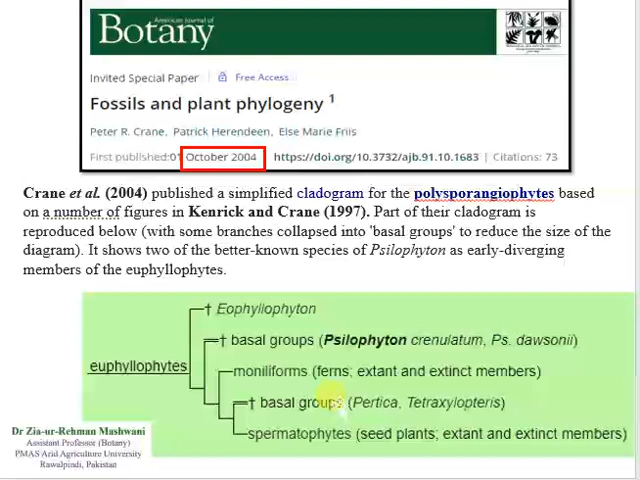 American Journal of
Botany
Invited Special Paper | Free Access
Fossils and plant phylogeny 1
Peter R. Crane, Patrick Herendeen, Else Marie Friis
First published:01 October 2004 https://doi.org/10.3732/ajb.91.10.1683 | Citations: 73
Crane et al. (2004) published a simplified cladogram for the polysporangiophytes based
on a number of figures in Kenrick and Crane (1997). Part of their cladogram is
reproduced below (with some branches collapsed into 'basal groups' to reduce the size of the
diagram). It shows two of the better-known species of Psilophyton as early-diverging
members of the euphyllophytes.
† Eophyllophyton
† basal groups (Psilophyton crenulatum, Ps. dawsonii)
euphyllophytes
moniliforms (ferns; extant and extinct members)
† basal groups (Pertica, Tetraxylopteris)
spermatophytes (seed plants; extant and extinct members)
Dr Zia-ur-Rehman Mashwani
Assistant Professor (Botany)
PMAS Arid Agriculture University
Rawalpindi, Pakistan